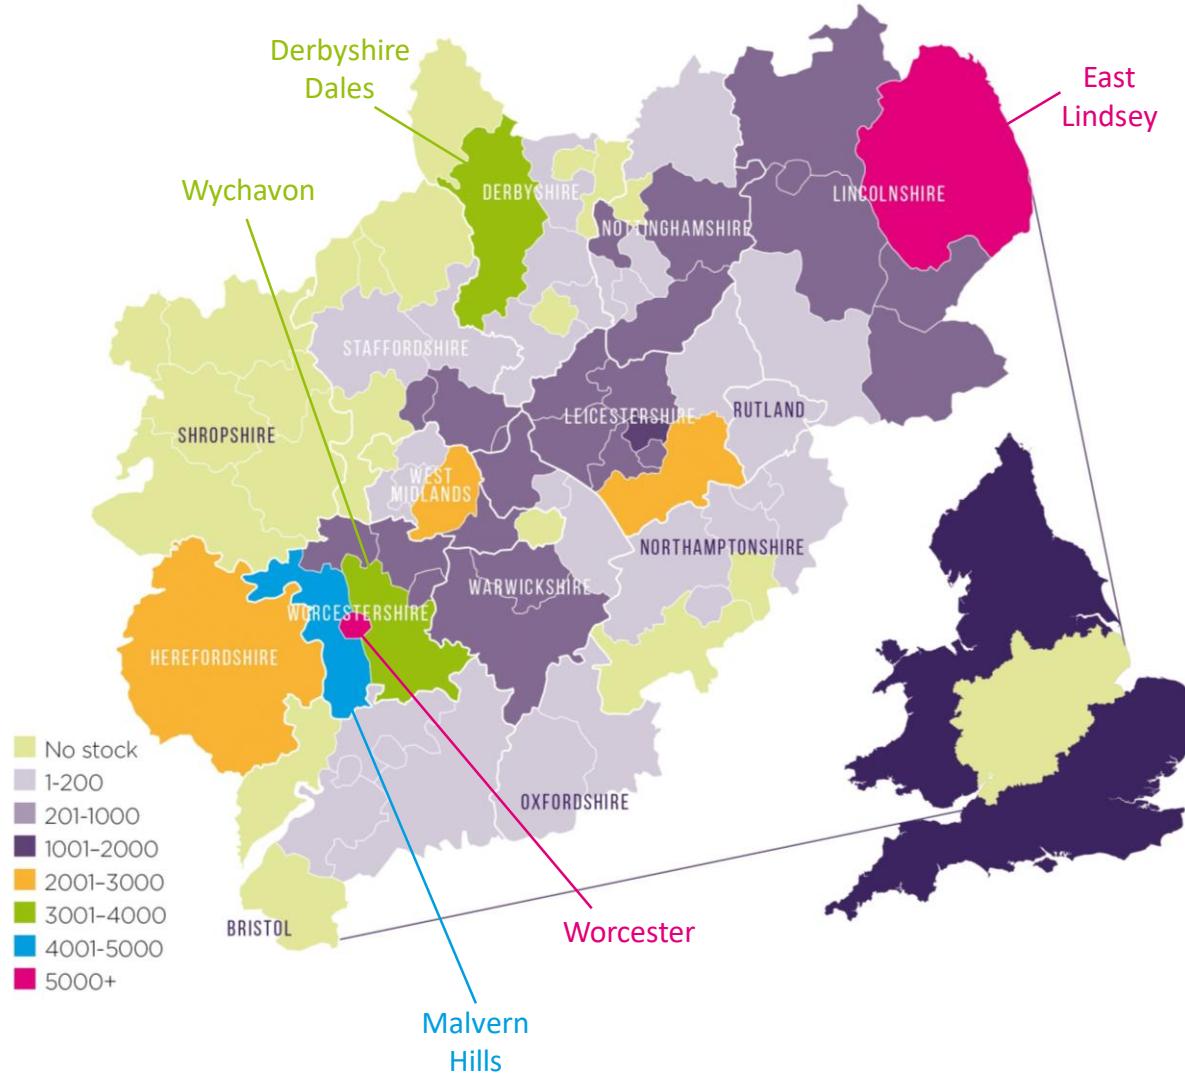 Derbyshire
Dales
East
Lindsey
Wychavon
DERBYSHIRE
LINCOLNSHIRE
NOTTINGHAMSHIRE
STAFFORDSHIRE
LEICESTERSHIRE
RUTLAND
SHROPSHIRE
WEST
MIDLANDS
NORTHAMPTONSHIRE
WARWICKSHIRE
WORCESTERSHIRE
HEREFORDSHIRE
OXFORDSHIRE
BRISTOL
No stock
1-200
201-1000
1001-2000
2001-3000
3001-4000
4001-5000
5000+
Worcester
Malvern
Hills